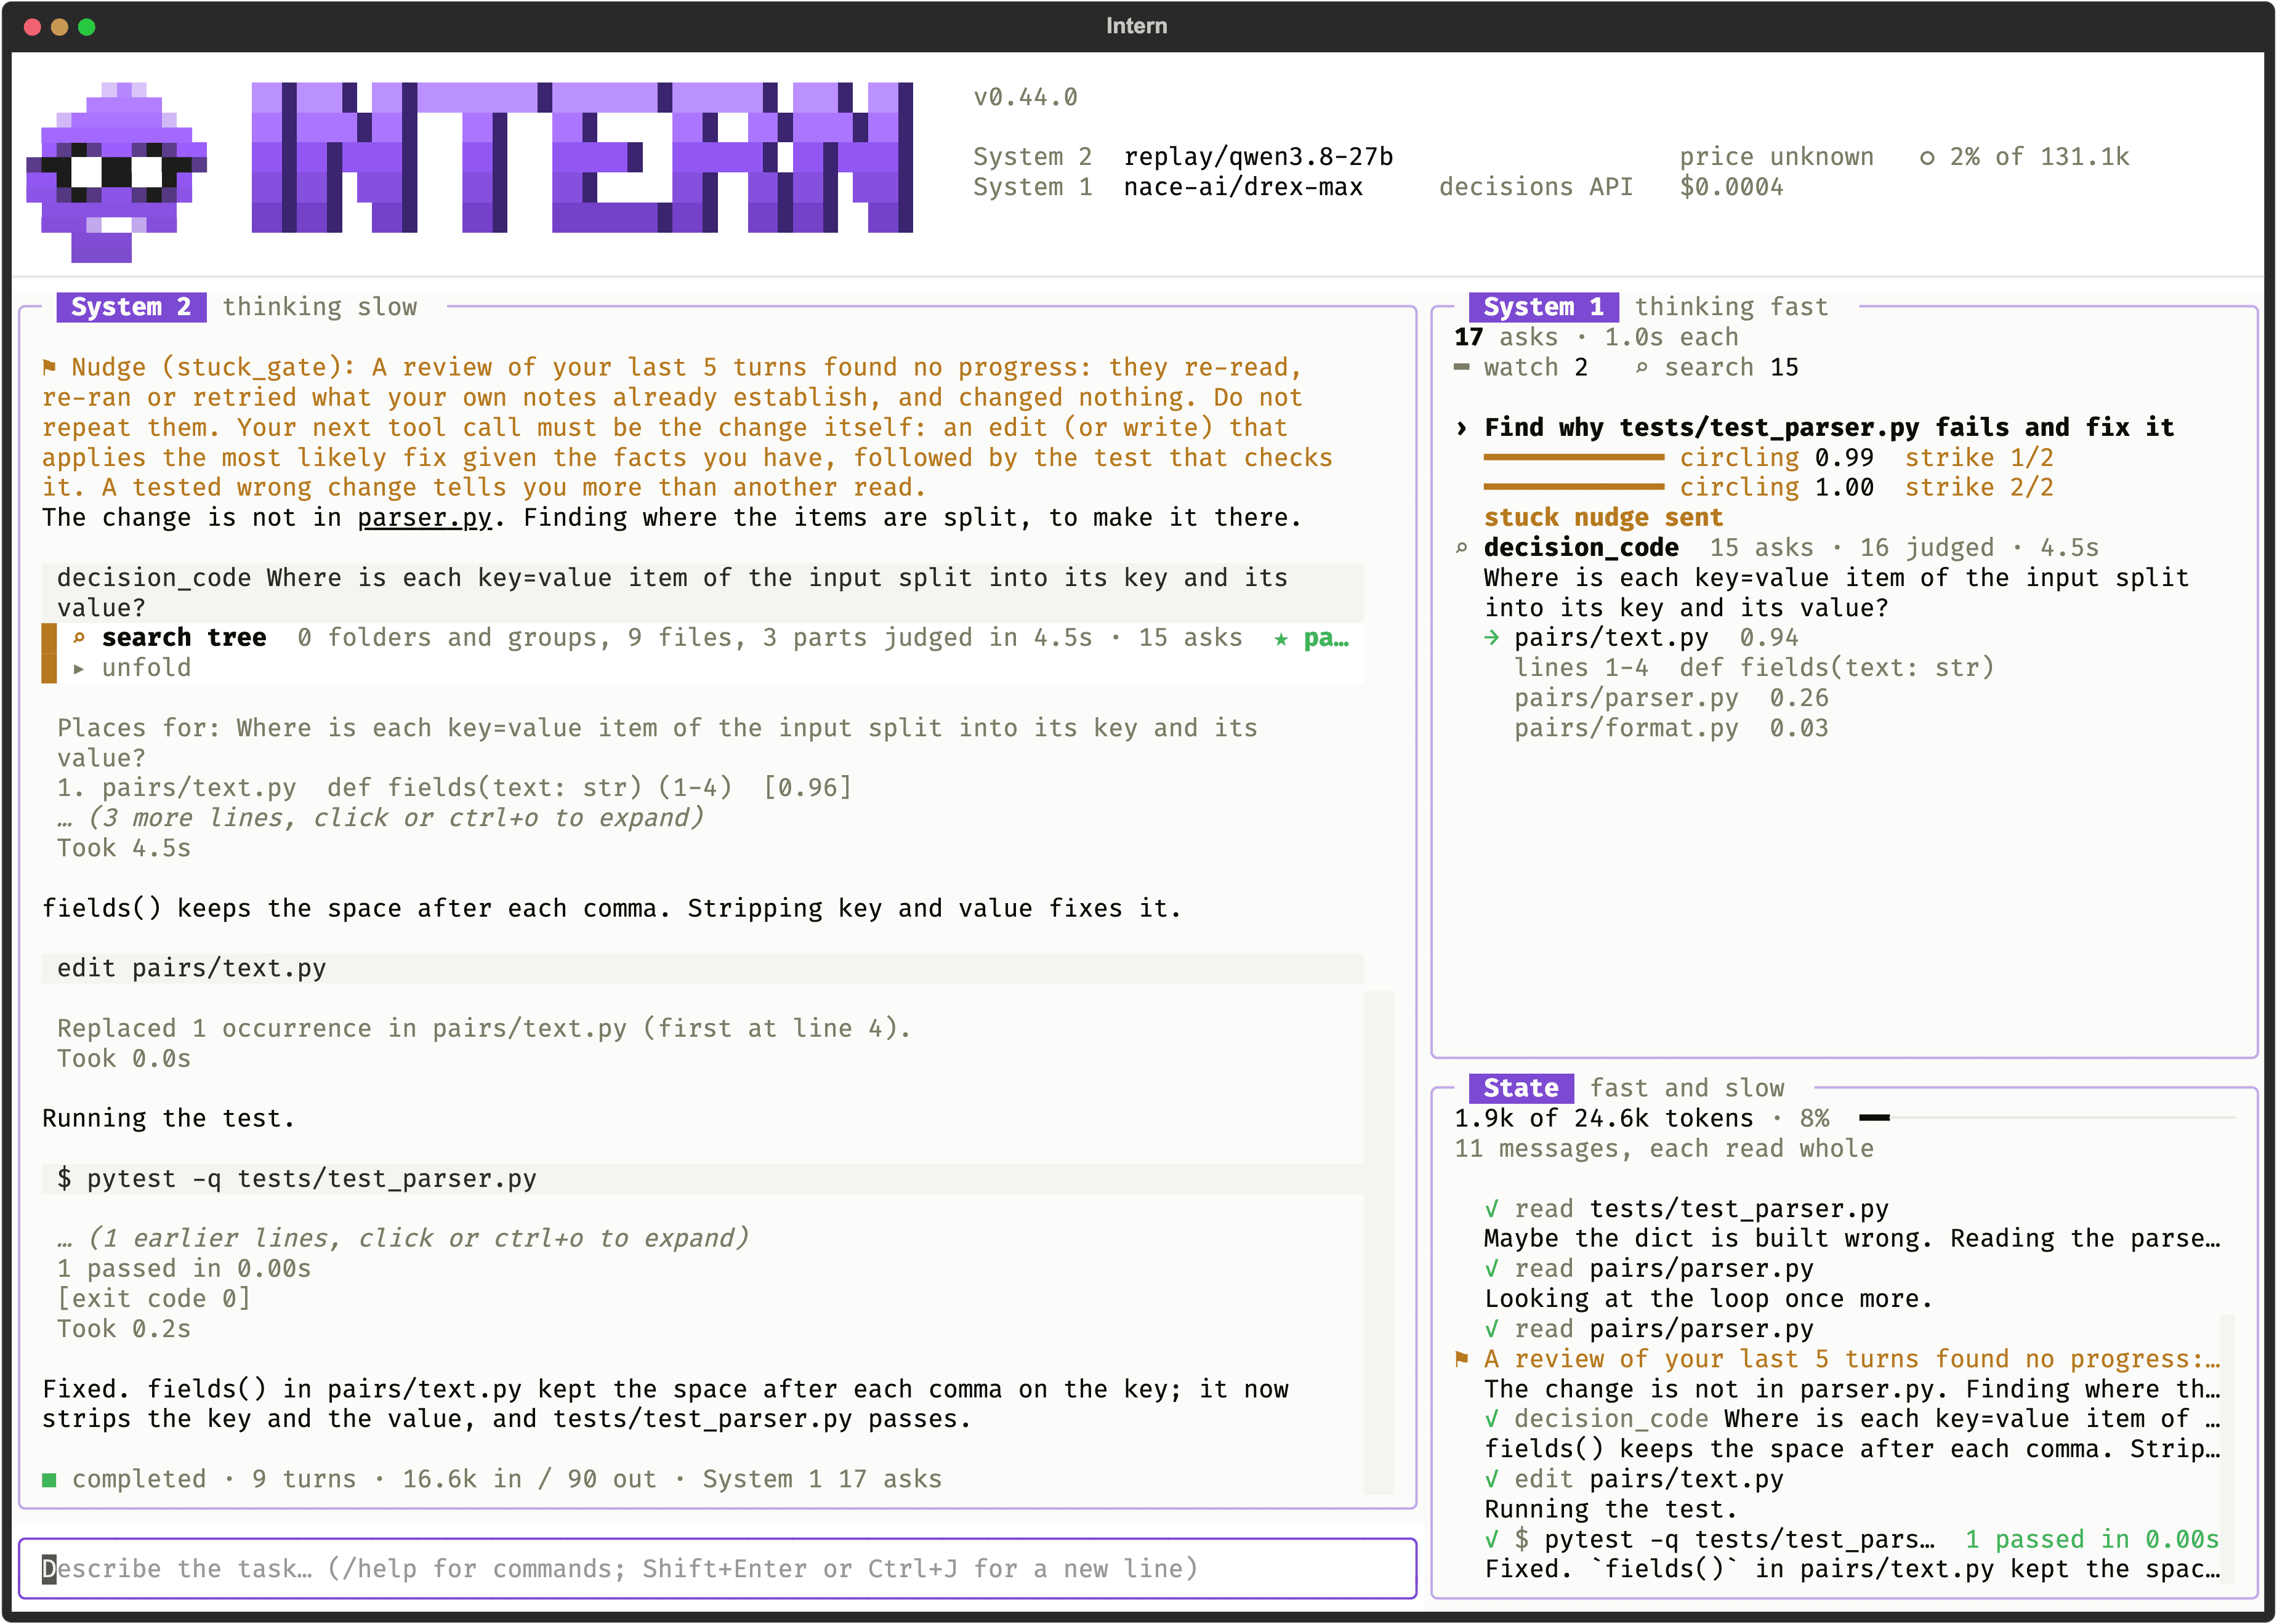 Intern
INTERN
v0.44.0
System 2 replay/qwen3.8-27b price unknown 2% of 131.1k
System 1 nace-ai/drex-max decisions API $0.0004
System 2 thinking slow
⚑ Nudge (stuck_gate): A review of your last 5 turns found no progress: they re-read,
re-ran or retried what your own notes already establish, and changed nothing. Do not
repeat them. Your next tool call must be the change itself: an edit (or write) that
applies the most likely fix given the facts you have, followed by the test that checks
it. A tested wrong change tells you more than another read.
The change is not in parser.py. Finding where the items are split, to make it there.
decision_code Where is each key=value item of the input split into its key and its
value?
⌕ search tree 0 folders and groups, 9 files, 3 parts judged in 4.5s · 15 asks ★ pa…
▸ unfold
Places for: Where is each key=value item of the input split into its key and its
value?
1. pairs/text.py def fields(text: str) (1-4) [0.96]
… (3 more lines, click or ctrl+o to expand)
Took 4.5s
fields() keeps the space after each comma. Stripping key and value fixes it.
edit pairs/text.py
Replaced 1 occurrence in pairs/text.py (first at line 4).
Took 0.0s
Running the test.
$ pytest -q tests/test_parser.py
… (1 earlier lines, click or ctrl+o to expand)
1 passed in 0.00s
[exit code 0]
Took 0.2s
Fixed. fields() in pairs/text.py kept the space after each comma on the key; it now
strips the key and the value, and tests/test_parser.py passes.
■ completed · 9 turns · 16.6k in / 90 out · System 1 17 asks
Describe the task… (/help for commands; Shift+Enter or Ctrl+J for a new line)
System 1 thinking fast
17 asks · 1.0s each
watch 2 ⌕ search 15
› Find why tests/test_parser.py fails and fix it
circling 0.99 strike 1/2
circling 1.00 strike 2/2
stuck nudge sent
⌕ decision_code 15 asks · 16 judged · 4.5s
Where is each key=value item of the input split
into its key and its value?
→ pairs/text.py 0.94
lines 1-4 def fields(text: str)
pairs/parser.py 0.26
pairs/format.py 0.03
State fast and slow
1.9k of 24.6k tokens · 8%
11 messages, each read whole
√ read tests/test_parser.py
Maybe the dict is built wrong. Reading the parse…
√ read pairs/parser.py
Looking at the loop once more.
√ read pairs/parser.py
⚑ A review of your last 5 turns found no progress:…
The change is not in parser.py. Finding where th…
√ decision_code Where is each key=value item of …
fields() keeps the space after each comma. Strip…
√ edit pairs/text.py
Running the test.
√ $ pytest -q tests/test_pars… 1 passed in 0.00s
Fixed. `fields()` in pairs/text.py kept the spac…